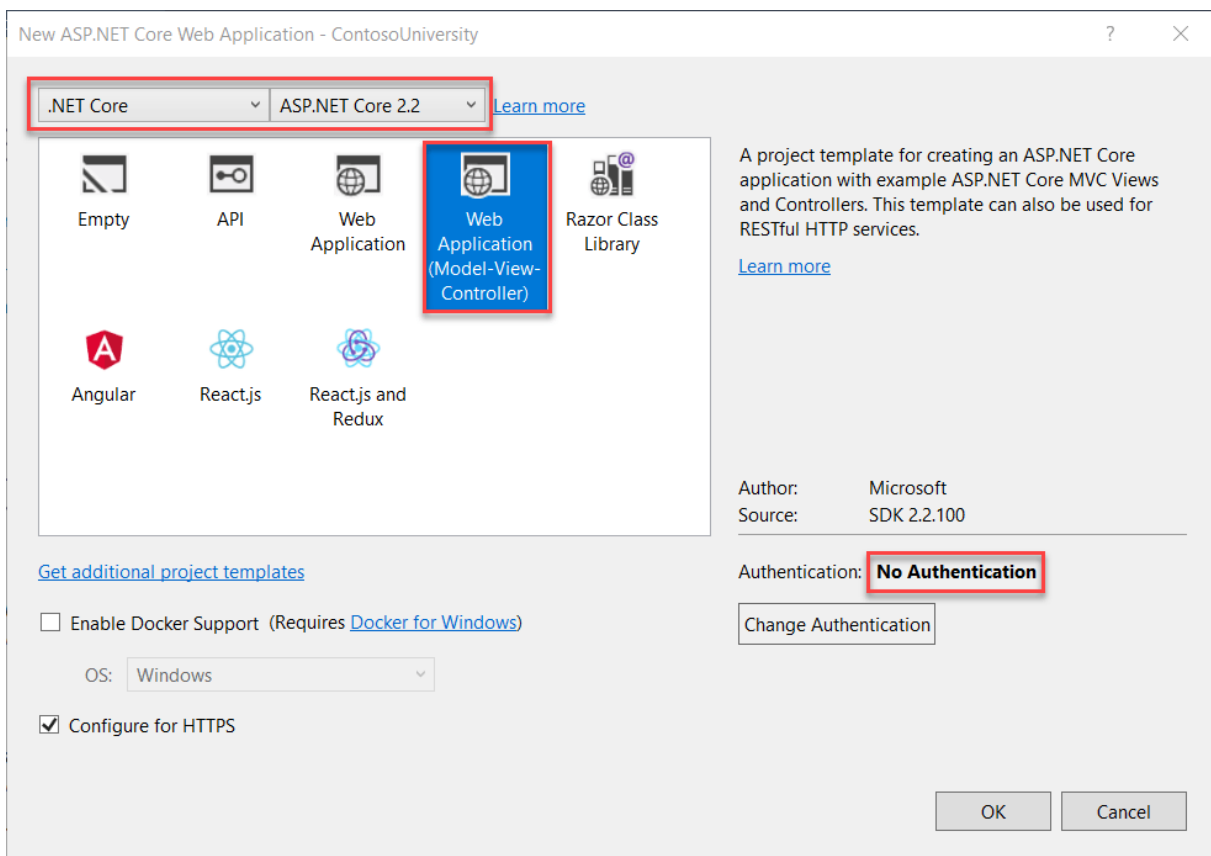 New ASP.NET Core Web Application - ContosoUniversity
.NET Core
ASP.NET Core 2.2
Learn more
Empty
API
Web
Application
Web
Application
(Model-View-
Controller)
Razor Class
Library
Angular
React.js
React.js and
Redux
A project template for creating an ASP.NET Core
application with example ASP.NET Core MVC Views
and Controllers. This template can also be used for
RESTful HTTP services.
Learn more
Author: Microsoft
Source: SDK 2.2.100
Get additional project templates
Authentication: No Authentication
Enable Docker Support (Requires Docker for Windows)
Change Authentication
OS: Windows
Configure for HTTPS
OK
Cancel